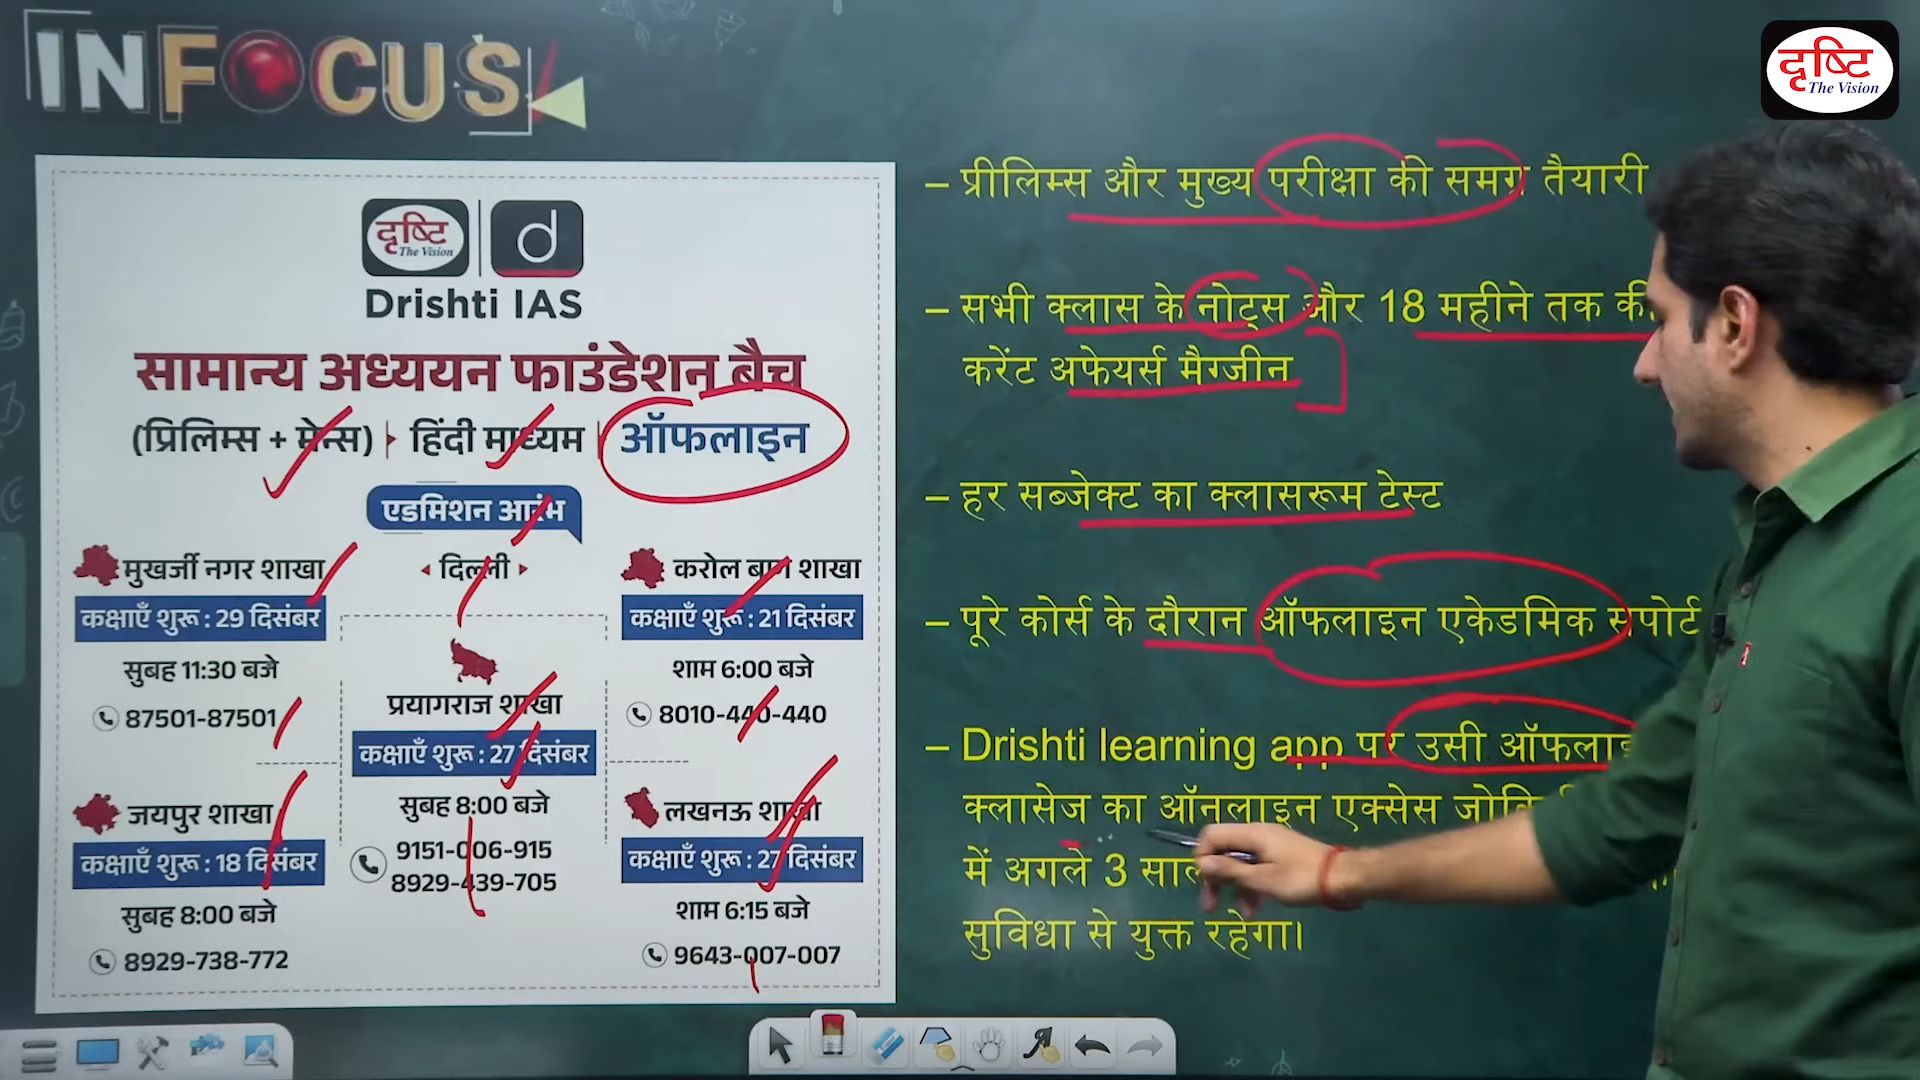 INFOCUS
दृष्टि
The Vision
दृष्टि
The Vision
d
Drishti IAS
सामान्य अध्ययन फाउंडेशन बैच
(प्रिलिम्स + मेन्स) हिंदी माध्यम ऑफलाइन
एडमिशन आरंभ
दिल्ली
मुखर्जी नगर शाखा
कक्षाएँ शुरू : 29 दिसंबर
सुबह 11:30 बजे
87501-87501
करोल बाग शाखा
कक्षाएँ शुरू : 21 दिसंबर
शाम 6:00 बजे
8010-440-440
प्रयागराज शाखा
कक्षाएँ शुरू : 27 दिसंबर
सुबह 8:00 बजे
9151-006-915
8929-439-705
जयपुर शाखा
कक्षाएँ शुरू : 18 दिसंबर
सुबह 8:00 बजे
8929-738-772
लखनऊ शाखा
कक्षाएँ शुरू : 27 दिसंबर
शाम 6:15 बजे
9643-007-007
– प्रीलिम्स और मुख्य परीक्षा की समग्र तैयारी
– सभी क्लास के नोट्स और 18 महीने तक की
करेंट अफेयर्स मैग्जीन
– हर सब्जेक्ट का क्लासरूम टेस्ट
– पूरे कोर्स के दौरान ऑफलाइन एकेडमिक सपोर्ट
– Drishti learning app पर उसी
क्लासेज का ऑनलाइन एक्सेस
में अगले 3
सुविधा से युक्त रहेगा।